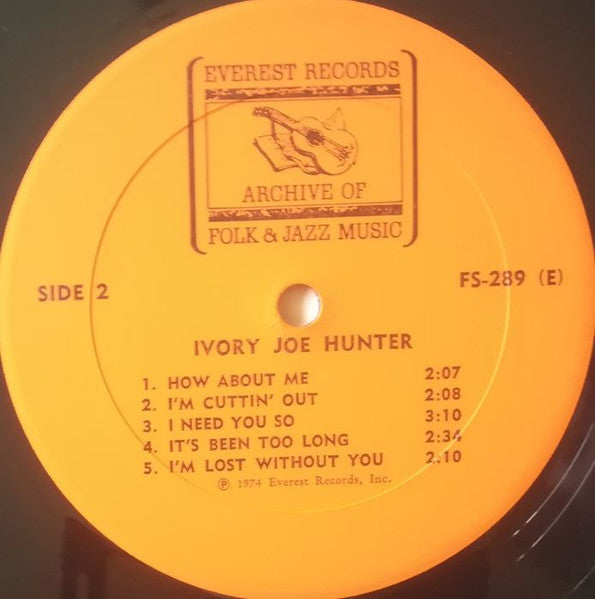 EVEREST RECORDS
ARCHIVE OF
FOLK & JAZZ MUSIC
SIDE 2
FS-289 (E)
IVORY JOE HUNTER
1. HOW ABOUT ME 2:07
2. I'M CUTTIN' OUT 2:08
3. I NEED YOU SO 3:10
4. IT'S BEEN TOO LONG 2:34
5. I'M LOST WITHOUT YOU 2:10
℗ 1974 Everest Records, Inc.